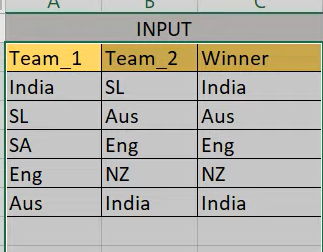 A B C
INPUT
Team_1 Team_2 Winner
India SL India
SL Aus Aus
SA Eng Eng
Eng NZ NZ
Aus India India